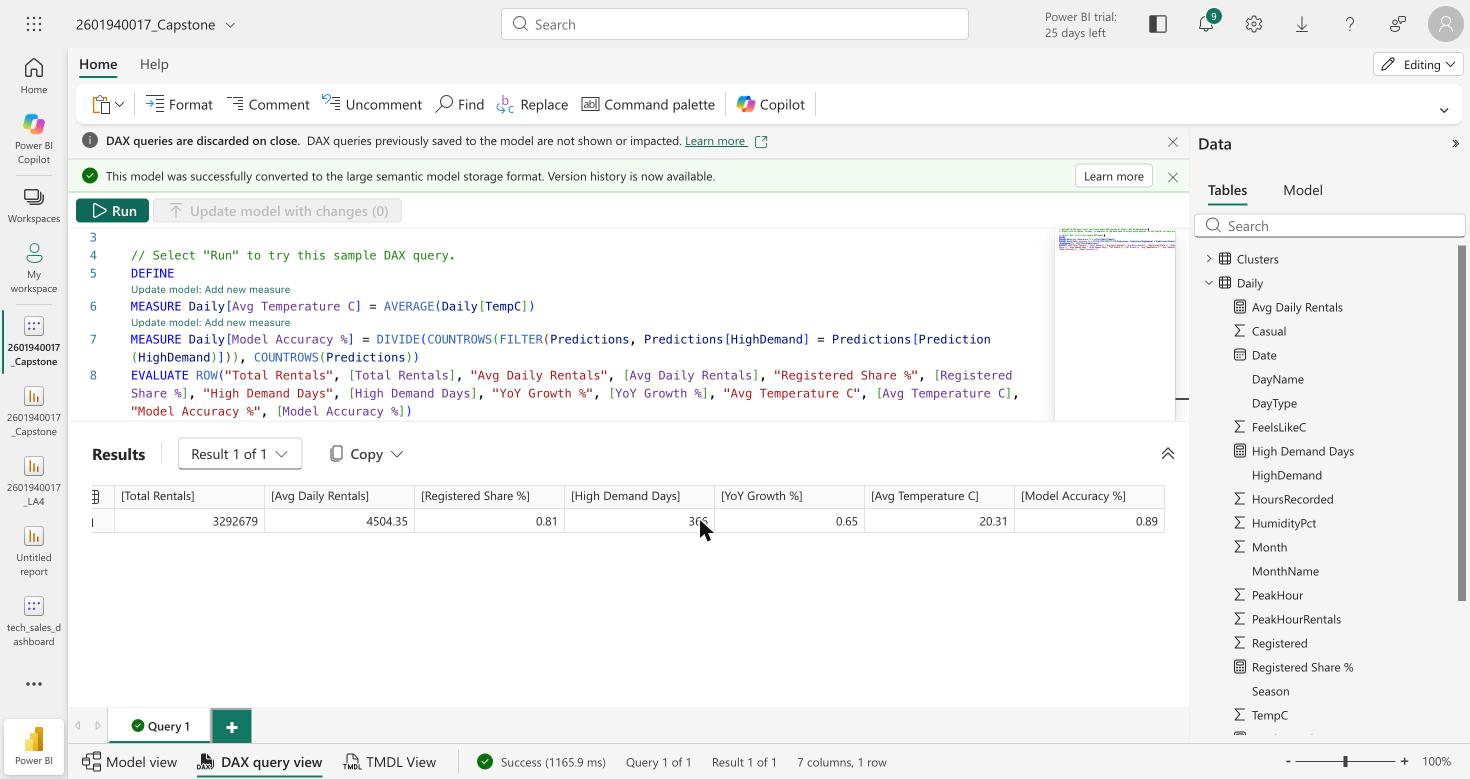 2601940017_Capstone
Search
Power BI trial:
25 days left
9
Home
Help
Editing
Format
Comment
Uncomment
Find
Replace
Command palette
Copilot
DAX queries are discarded on close. DAX queries previously saved to the model are not shown or impacted. Learn more
This model was successfully converted to the large semantic model storage format. Version history is now available.
Learn more
Run
Update model with changes (0)
3
4 // Select "Run" to try this sample DAX query.
5 DEFINE
Update model: Add new measure
6 MEASURE Daily[Avg Temperature C] = AVERAGE(Daily[TempC])
Update model: Add new measure
7 MEASURE Daily[Model Accuracy %] = DIVIDE(COUNTROWS(FILTER(Predictions, Predictions[HighDemand] = Predictions[Prediction
(HighDemand)])), COUNTROWS(Predictions))
8 EVALUATE ROW("Total Rentals", [Total Rentals], "Avg Daily Rentals", [Avg Daily Rentals], "Registered Share %", [Registered
Share %], "High Demand Days", [High Demand Days], "YoY Growth %", [YoY Growth %], "Avg Temperature C", [Avg Temperature C],
"Model Accuracy %", [Model Accuracy %])
Results
Result 1 of 1
Copy
[Total Rentals] [Avg Daily Rentals] [Registered Share %] [High Demand Days] [YoY Growth %] [Avg Temperature C] [Model Accuracy %]
3292679 4504.35 0.81 366 0.65 20.31 0.89
Query 1
Model view
DAX query view
TMDL View
Success (1165.9 ms)
Query 1 of 1
Result 1 of 1
7 columns, 1 row
- + 100%
Home
Power BI
Copilot
Workspaces
My
workspace
2601940017
_Capstone
2601940017
_Capstone
2601940017
_LA4
Untitled
report
tech_sales_d
ashboard
Power BI
Data
Tables
Model
Search
Clusters
Daily
Avg Daily Rentals
Casual
Date
DayName
DayType
FeelsLikeC
High Demand Days
HighDemand
HoursRecorded
HumidityPct
Month
MonthName
PeakHour
PeakHourRentals
Registered
Registered Share %
Season
TempC